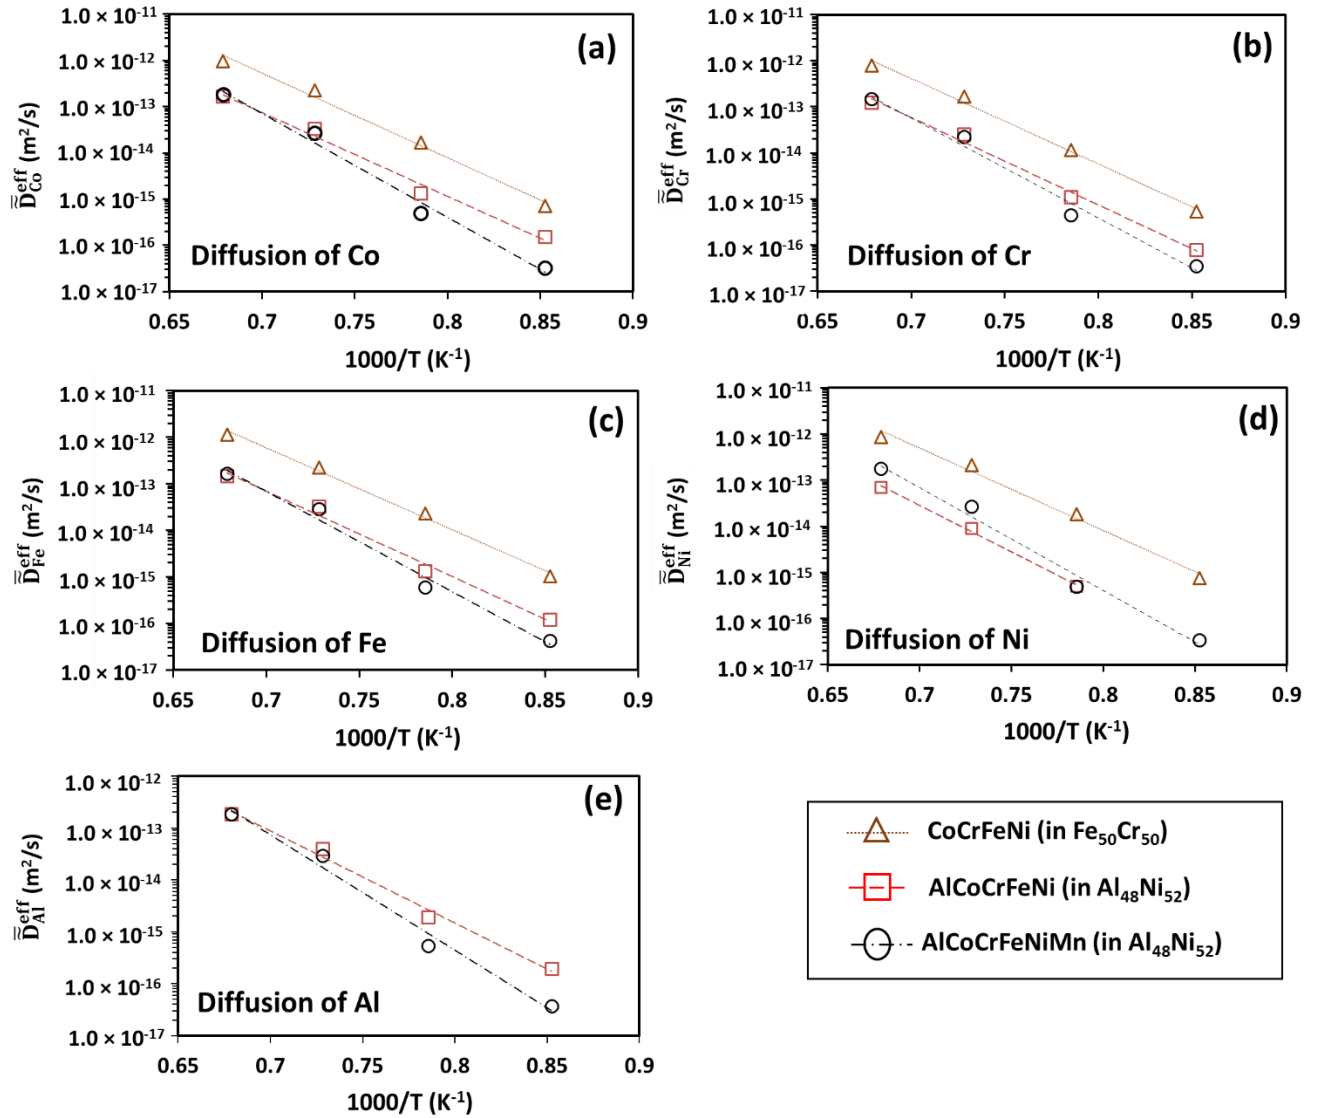 (a)
D̃Coeff (m²/s)
1.0 × 10⁻¹¹
1.0 × 10⁻¹²
1.0 × 10⁻¹³
1.0 × 10⁻¹⁴
1.0 × 10⁻¹⁵
1.0 × 10⁻¹⁶
1.0 × 10⁻¹⁷
Diffusion of Co
0.65 0.7 0.75 0.8 0.85 0.9
1000/T (K⁻¹)
(b)
D̃Creff (m²/s)
1.0 × 10⁻¹¹
1.0 × 10⁻¹²
1.0 × 10⁻¹³
1.0 × 10⁻¹⁴
1.0 × 10⁻¹⁵
1.0 × 10⁻¹⁶
1.0 × 10⁻¹⁷
Diffusion of Cr
0.65 0.7 0.75 0.8 0.85 0.9
1000/T (K⁻¹)
(c)
D̃Feeff (m²/s)
1.0 × 10⁻¹¹
1.0 × 10⁻¹²
1.0 × 10⁻¹³
1.0 × 10⁻¹⁴
1.0 × 10⁻¹⁵
1.0 × 10⁻¹⁶
1.0 × 10⁻¹⁷
Diffusion of Fe
0.65 0.7 0.75 0.8 0.85 0.9
1000/T (K⁻¹)
(d)
D̃Nieff (m²/s)
1.0 × 10⁻¹¹
1.0 × 10⁻¹²
1.0 × 10⁻¹³
1.0 × 10⁻¹⁴
1.0 × 10⁻¹⁵
1.0 × 10⁻¹⁶
1.0 × 10⁻¹⁷
Diffusion of Ni
0.65 0.7 0.75 0.8 0.85 0.9
1000/T (K⁻¹)
(e)
D̃Aleff (m²/s)
1.0 × 10⁻¹²
1.0 × 10⁻¹³
1.0 × 10⁻¹⁴
1.0 × 10⁻¹⁵
1.0 × 10⁻¹⁶
1.0 × 10⁻¹⁷
Diffusion of Al
0.65 0.7 0.75 0.8 0.85 0.9
1000/T (K⁻¹)
CoCrFeNi (in Fe₅₀Cr₅₀)
AlCoCrFeNi (in Al₄₈Ni₅₂)
AlCoCrFeNiMn (in Al₄₈Ni₅₂)